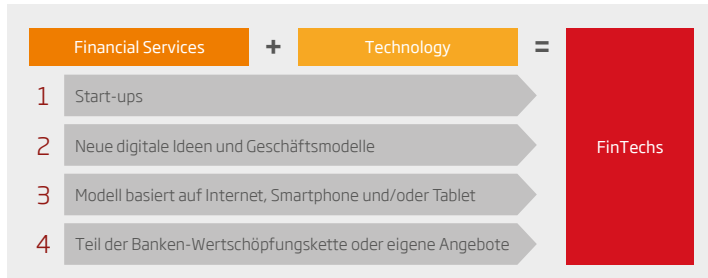 Financial Services + Technology =
1 Start-ups
2 Neue digitale Ideen und Geschäftsmodelle
FinTechs
3 Modell basiert auf Internet, Smartphone und/oder Tablet
4 Teil der Banken-Wertschöpfungskette oder eigene Angebote